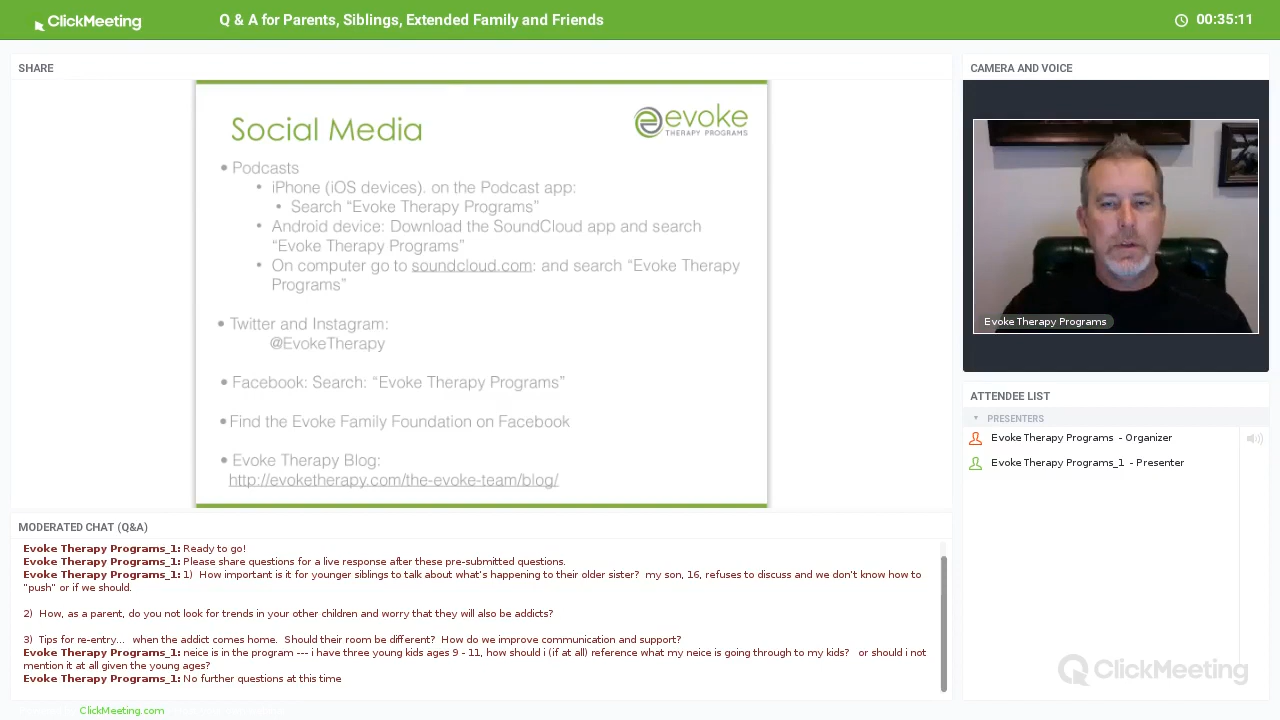 ClickMeeting
Q & A for Parents, Siblings, Extended Family and Friends
00:35:11
SHARE
Social Media
evoke
THERAPY PROGRAMS
• Podcasts
• iPhone (iOS devices). on the Podcast app:
• Search “Evoke Therapy Programs”
• Android device: Download the SoundCloud app and search
“Evoke Therapy Programs”
• On computer go to soundcloud.com: and search “Evoke Therapy
Programs”
• Twitter and Instagram:
@EvokeTherapy
• Facebook: Search: “Evoke Therapy Programs”
• Find the Evoke Family Foundation on Facebook
• Evoke Therapy Blog:
http://evoketherapy.com/the-evoke-team/blog/
CAMERA AND VOICE
Evoke Therapy Programs
ATTENDEE LIST
PRESENTERS
Evoke Therapy Programs - Organizer
Evoke Therapy Programs_1 - Presenter
MODERATED CHAT (Q&A)
Evoke Therapy Programs_1: Ready to go!
Evoke Therapy Programs_1: Please share questions for a live response after these pre-submitted questions.
Evoke Therapy Programs_1: 1) How important is it for younger siblings to talk about what's happening to their older sister? my son, 16, refuses to discuss and we don't know how to
"push" or if we should.
2) How, as a parent, do you not look for trends in your other children and worry that they will also be addicts?
3) Tips for re-entry... when the addict comes home. Should their room be different? How do we improve communication and support?
Evoke Therapy Programs_1: neice is in the program --- i have three young kids ages 9 - 11, how should i (if at all) reference what my neice is going through to my kids? or should i not
mention it at all given the young ages?
Evoke Therapy Programs_1: No further questions at this time
ClickMeeting
ClickMeeting.com